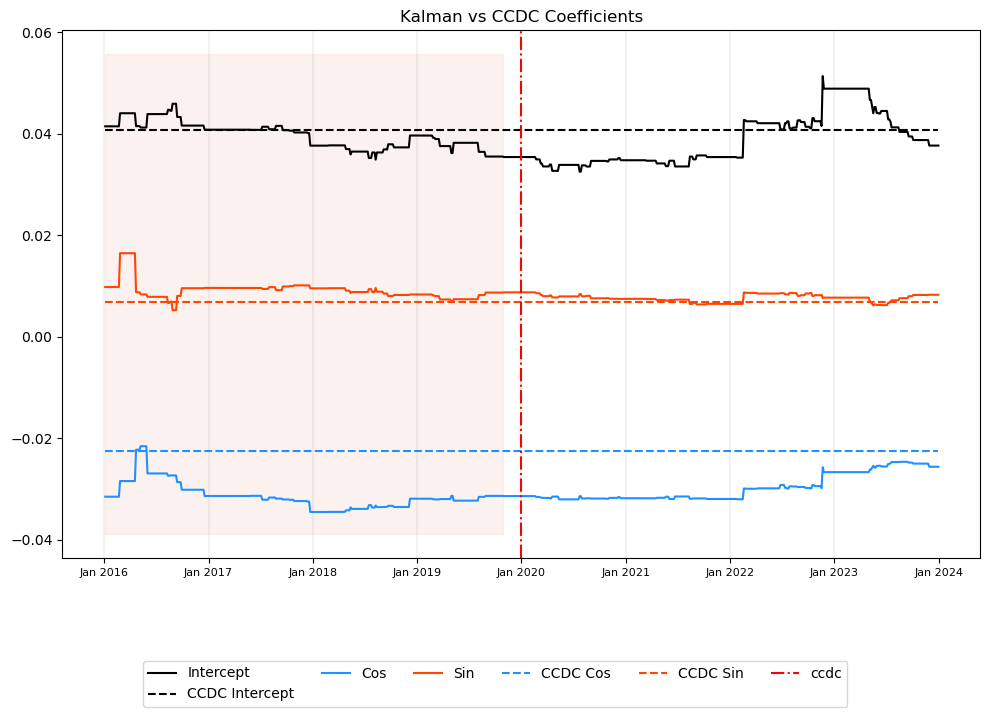 Kalman vs CCDC Coefficients
0.06
0.04
0.02
0.00
−0.02
−0.04
Jan 2016 Jan 2017 Jan 2018 Jan 2019 Jan 2020 Jan 2021 Jan 2022 Jan 2023 Jan 2024
Intercept Cos Sin CCDC Cos CCDC Sin ccdc
CCDC Intercept